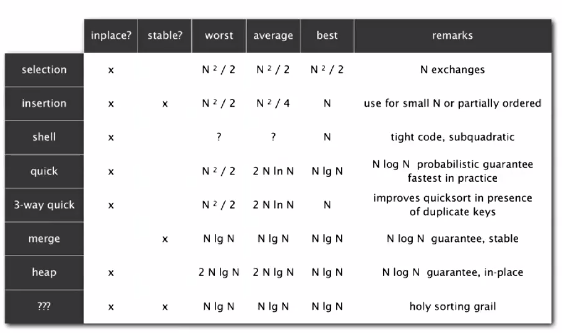 inplace? stable? worst average best remarks
selection x N ² / 2 N ² / 2 N ² / 2 N exchanges
insertion x x N ² / 2 N ² / 4 N use for small N or partially ordered
shell x ? ? N tight code, subquadratic
quick x N ² / 2 2 N ln N N lg N N log N probabilistic guarantee
fastest in practice
3-way quick x N ² / 2 2 N ln N N improves quicksort in presence
of duplicate keys
merge x N lg N N lg N N lg N N log N guarantee, stable
heap x 2 N lg N 2 N lg N N lg N N log N guarantee, in-place
??? x x N lg N N lg N N lg N holy sorting grail